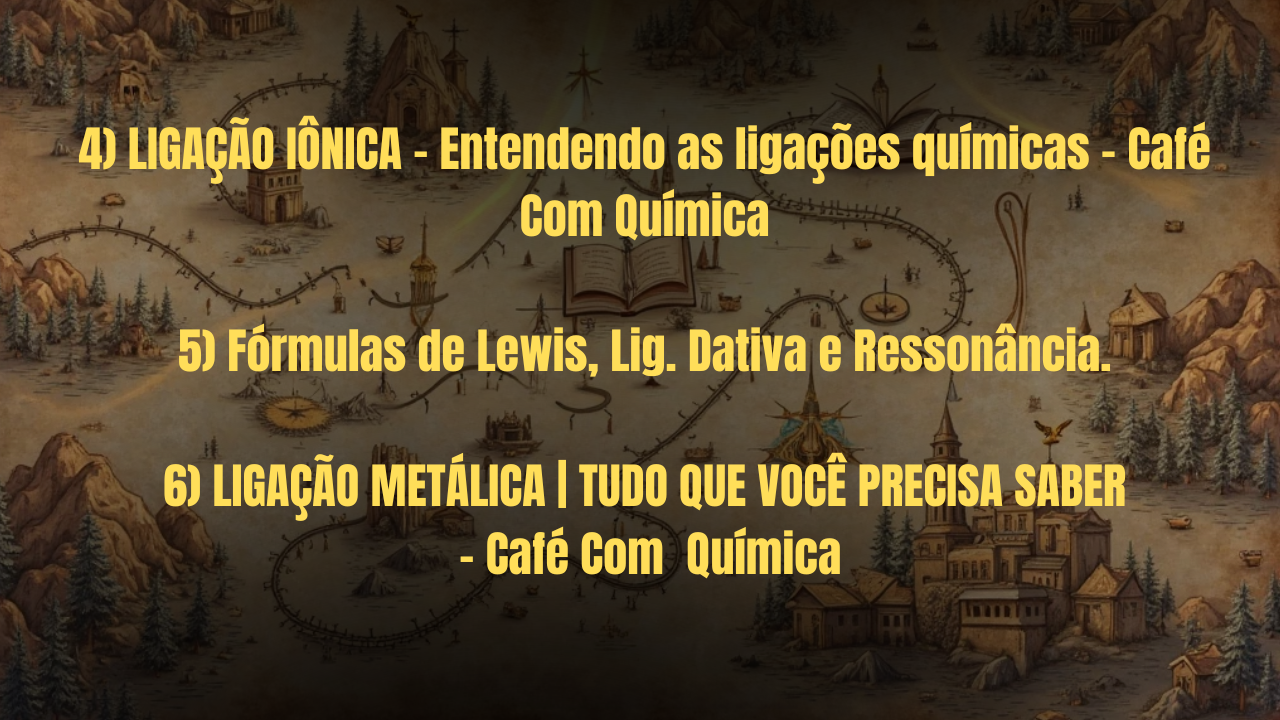 4) LIGAÇÃO IÔNICA - Entendendo as ligações químicas - Café
Com Química
5) Fórmulas de Lewis, Lig. Dativa e Ressonância.
6) LIGAÇÃO METÁLICA | TUDO QUE VOCÊ PRECISA SABER
- Café Com Química